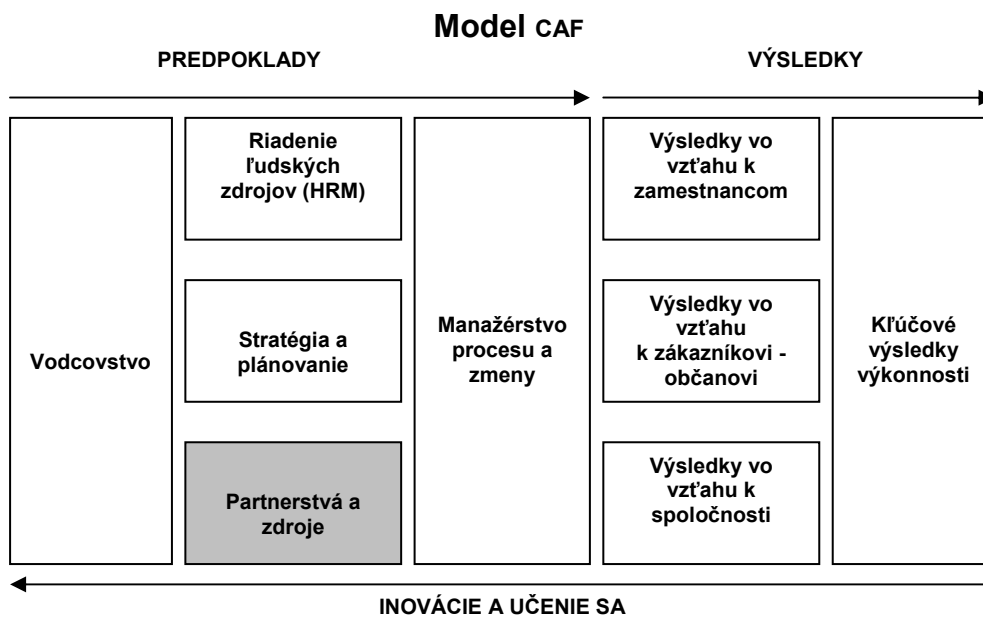 Model CAF
PREDPOKLADY
VÝSLEDKY
Vodcovstvo
Riadenie
ľudských
zdrojov (HRM)
Stratégia a
plánovanie
Partnerstvá a
zdroje
Manažérstvo
procesu a
zmeny
Výsledky vo
vzťahu k
zamestnancom
Výsledky vo
vzťahu
k zákazníkovi -
občanovi
Výsledky vo
vzťahu k
spoločnosti
Kľúčové
výsledky
výkonnosti
INOVÁCIE A UČENIE SA